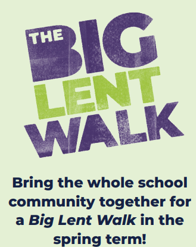 THE BIG
LENT
WALK
Bring the whole school
community together for
a Big Lent Walk in the
spring term!